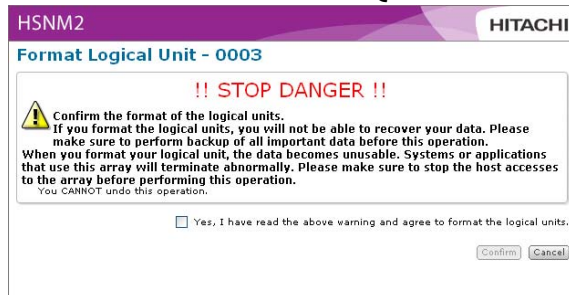 HSNM2
HITACHI
Format Logical Unit - 0003
!! STOP DANGER !!
Confirm the format of the logical units.
If you format the logical units, you will not be able to recover your data. Please
make sure to perform backup of all important data before this operation.
When you format your logical unit, the data becomes unusable. Systems or applications
that use this array will terminate abnormally. Please make sure to stop the host accesses
to the array before performing this operation.
You CANNOT undo this operation.
Yes, I have read the above warning and agree to format the logical units.
Confirm Cancel